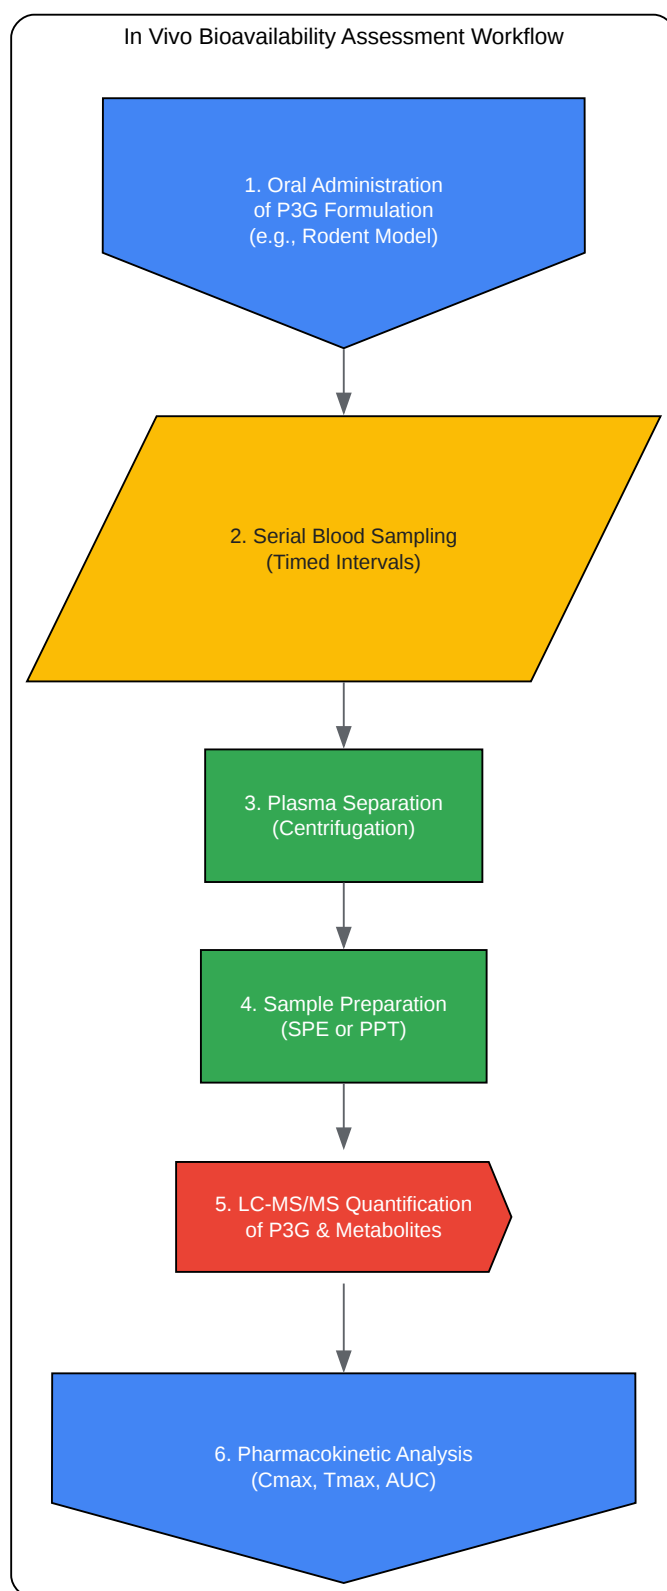 In Vivo Bioavailability Assessment Workflow
1. Oral Administration
of P3G Formulation
(e.g., Rodent Model)
2. Serial Blood Sampling
(Timed Intervals)
3. Plasma Separation
(Centrifugation)
4. Sample Preparation
(SPE or PPT)
5. LC-MS/MS Quantification
of P3G & Metabolites
6. Pharmacokinetic Analysis
(Cmax, Tmax, AUC)